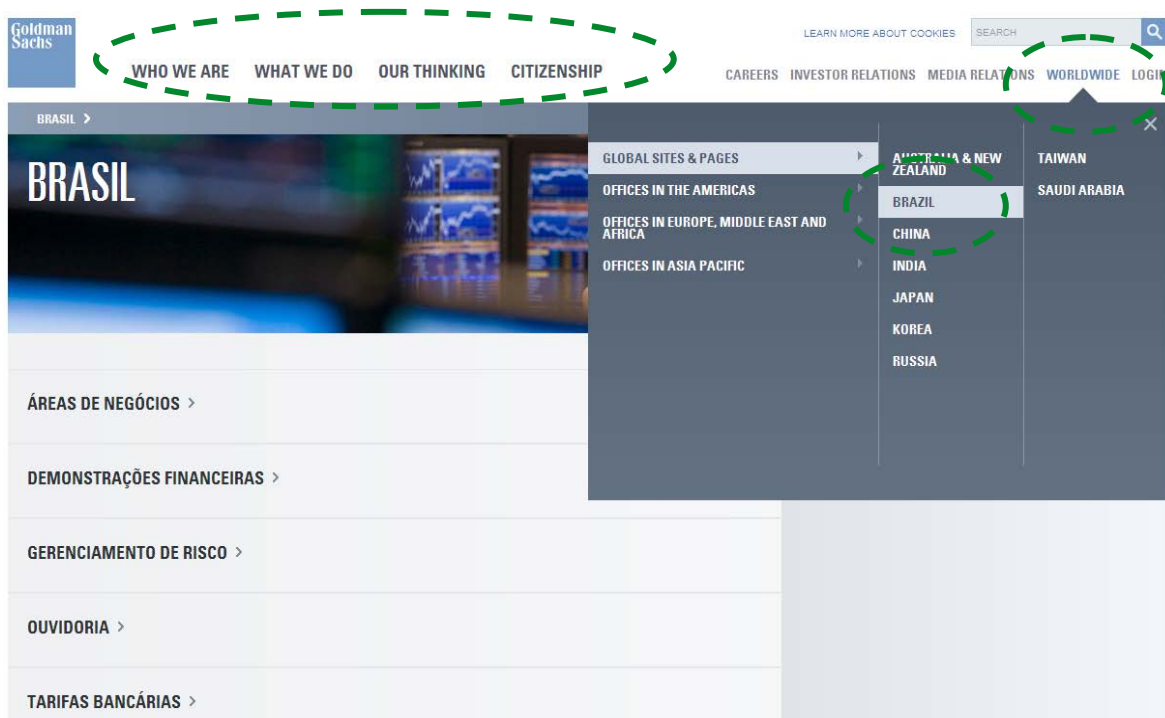 Goldman
Sachs
LEARN MORE ABOUT COOKIES
SEARCH
WHO WE ARE WHAT WE DO OUR THINKING CITIZENSHIP
CAREERS INVESTOR RELATIONS MEDIA RELATIONS WORLDWIDE LOGIN
BRASIL >
BRASIL
GLOBAL SITES & PAGES
OFFICES IN THE AMERICAS
OFFICES IN EUROPE, MIDDLE EAST AND
AFRICA
OFFICES IN ASIA PACIFIC
AUSTRALIA & NEW
ZEALAND
BRAZIL
CHINA
INDIA
JAPAN
KOREA
RUSSIA
TAIWAN
SAUDI ARABIA
ÁREAS DE NEGÓCIOS >
DEMONSTRAÇÕES FINANCEIRAS >
GERENCIAMENTO DE RISCO >
OUVIDORIA >
TARIFAS BANCÁRIAS >